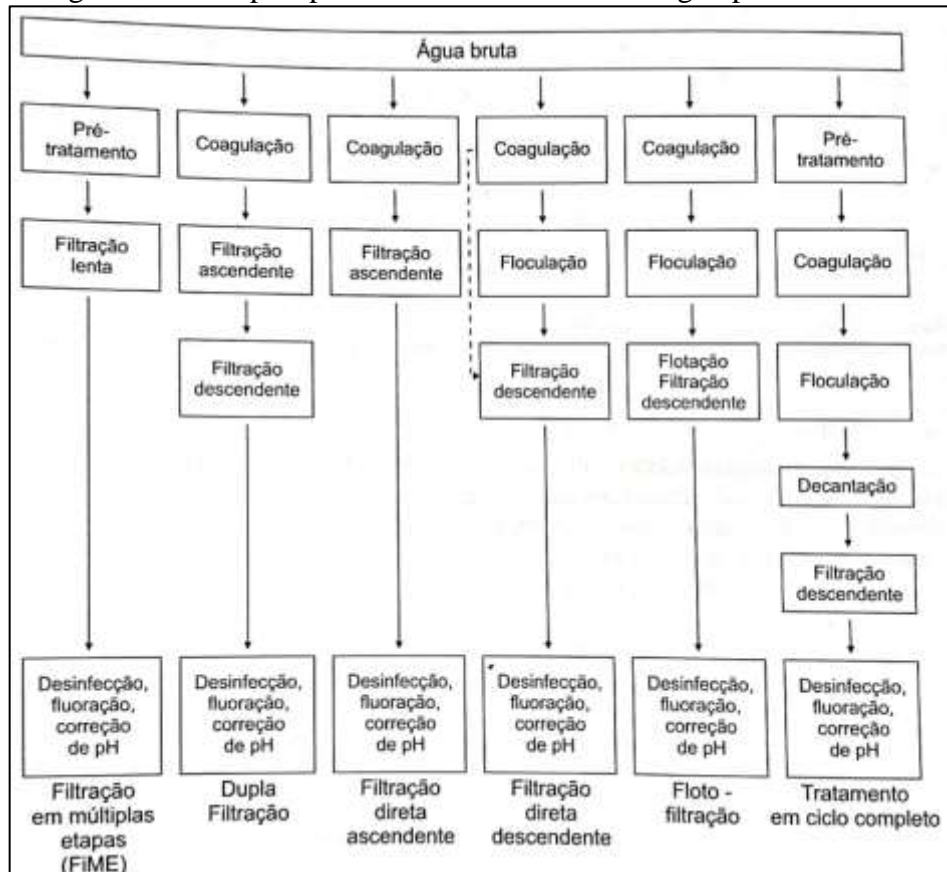 Água bruta
Pré-
tratamento
Filtração
lenta
Desinfecção,
fluoração,
correção
de pH
Filtração
em múltiplas
etapas
(FiME)
Coagulação
Filtração
ascendente
Filtração
descendente
Desinfecção,
fluoração,
correção
de pH
Dupla
Filtração
Coagulação
Filtração
ascendente
Desinfecção,
fluoração,
correção
de pH
Filtração
direta
ascendente
Coagulação
Floculação
Filtração
descendente
Desinfecção,
fluoração,
correção
de pH
Filtração
direta
descendente
Coagulação
Floculação
Flotação
Filtração
descendente
Desinfecção,
fluoração,
correção
de pH
Floto -
filtração
Pré-
tratamento
Coagulação
Floculação
Decantação
Filtração
descendente
Desinfecção,
fluoração,
correção
de pH
Tratamento
em ciclo completo